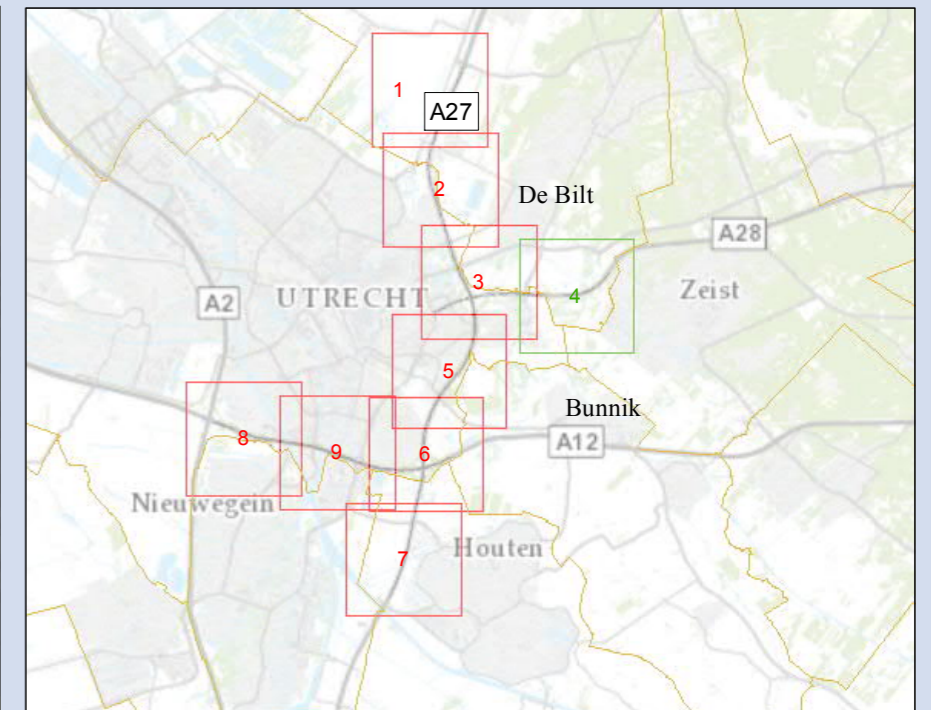 1
A27
2
De Bilt
A28
3
4
Zeist
A2
UTRECHT
5
Bunnik
8
9
6
A12
Nieuwegein
Houten
7